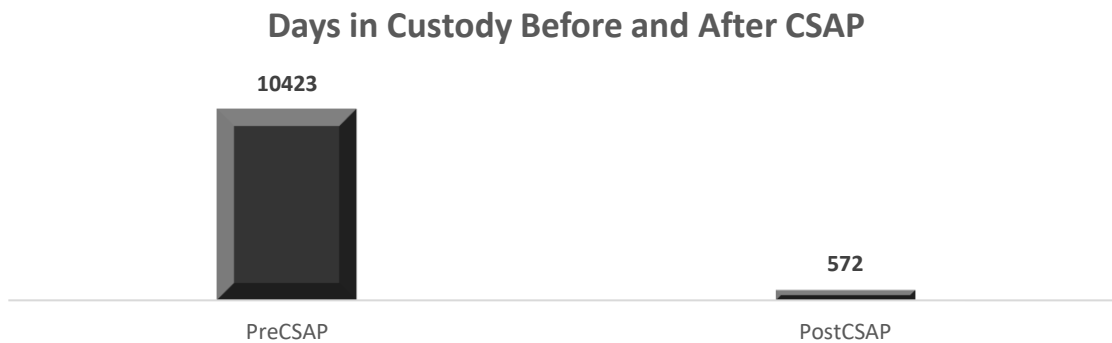 Days in Custody Before and After CSAP
10423
572
PreCSAP
PostCSAP